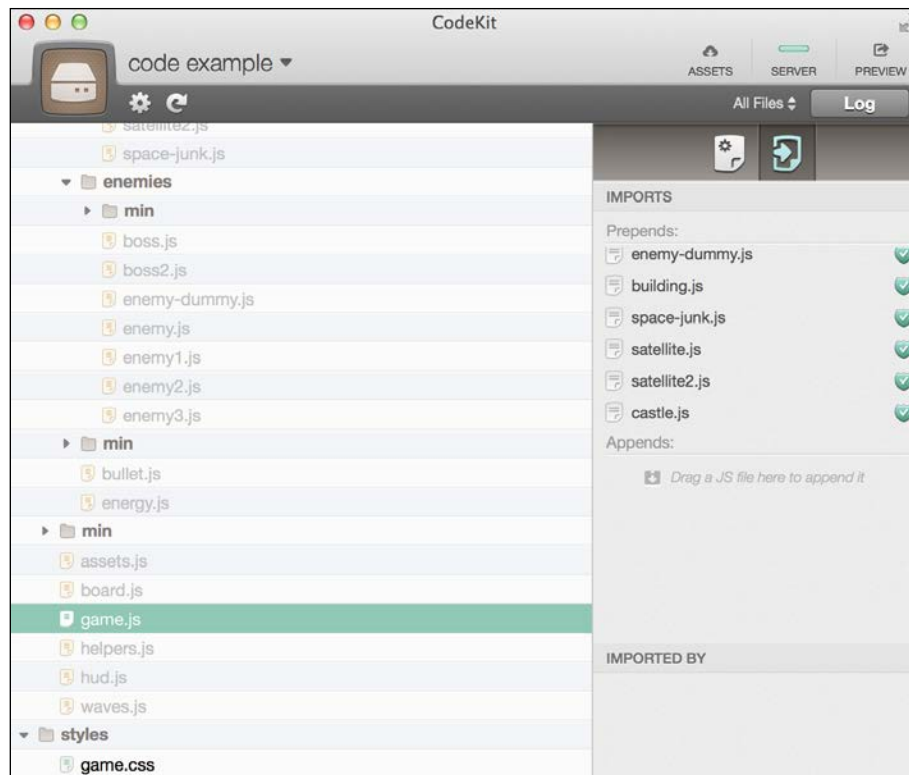 CodeKit
code example
ASSETS
SERVER
PREVIEW
All Files
Log
satellite2.js
space-junk.js
enemies
min
boss.js
boss2.js
enemy-dummy.js
enemy.js
enemy1.js
enemy2.js
enemy3.js
min
bullet.js
energy.js
min
assets.js
board.js
game.js
helpers.js
hud.js
waves.js
styles
game.css
IMPORTS
Prepends:
enemy-dummy.js
building.js
space-junk.js
satellite.js
satellite2.js
castle.js
Appends:
Drag a JS file here to append it
IMPORTED BY